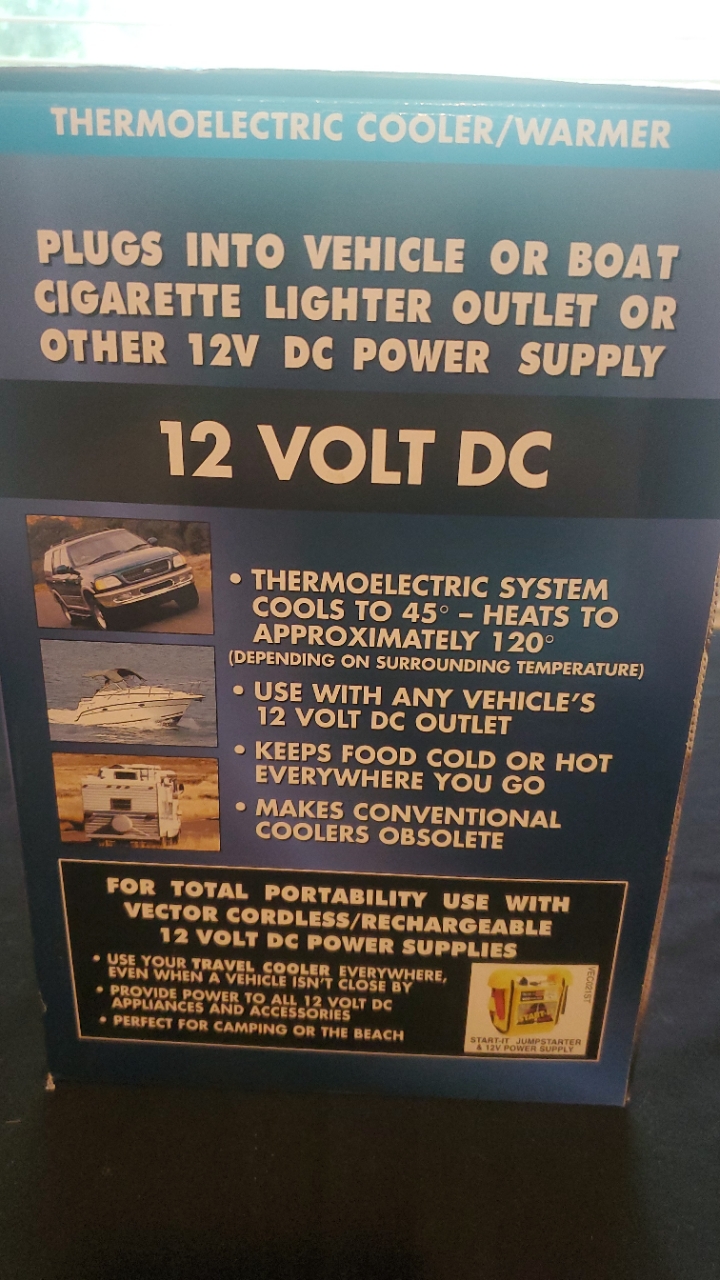 THERMOELECTRIC COOLER/WARMER
PLUGS INTO VEHICLE OR BOAT
CIGARETTE LIGHTER OUTLET OR
OTHER 12V DC POWER SUPPLY
12 VOLT DC
• THERMOELECTRIC SYSTEM
COOLS TO 45° – HEATS TO
APPROXIMATELY 120°
(DEPENDING ON SURROUNDING TEMPERATURE)
• USE WITH ANY VEHICLE'S
12 VOLT DC OUTLET
• KEEPS FOOD COLD OR HOT
EVERYWHERE YOU GO
• MAKES CONVENTIONAL
COOLERS OBSOLETE
FOR TOTAL PORTABILITY USE WITH
VECTOR CORDLESS/RECHARGEABLE
12 VOLT DC POWER SUPPLIES
• USE YOUR TRAVEL COOLER EVERYWHERE,
EVEN WHEN A VEHICLE ISN'T CLOSE BY
• PROVIDE POWER TO ALL 12 VOLT DC
APPLIANCES AND ACCESSORIES
• PERFECT FOR CAMPING OR THE BEACH
START-IT JUMPSTARTER
& 12V POWER SUPPLY